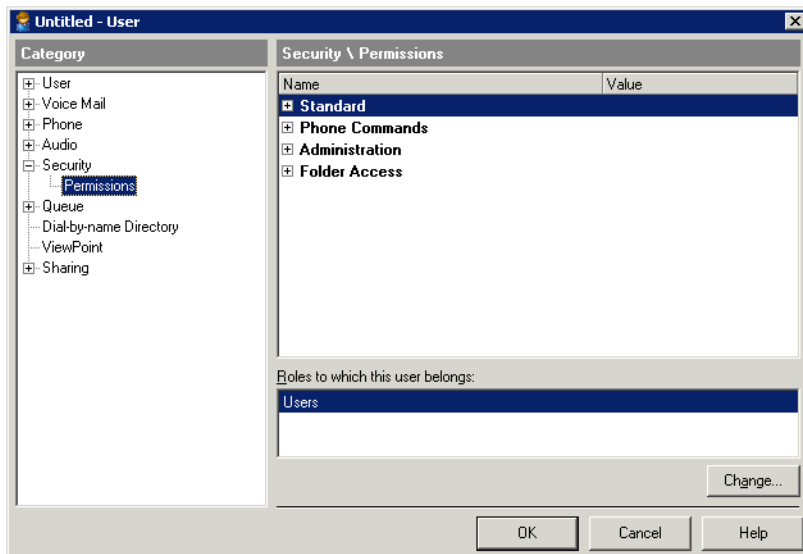 Untitled - User
Category
User
Voice Mail
Phone
Audio
Security
Permissions
Queue
Dial-by-name Directory
ViewPoint
Sharing
Security \ Permissions
Name Value
Standard
Phone Commands
Administration
Folder Access
Roles to which this user belongs:
Users
Change...
OK Cancel Help